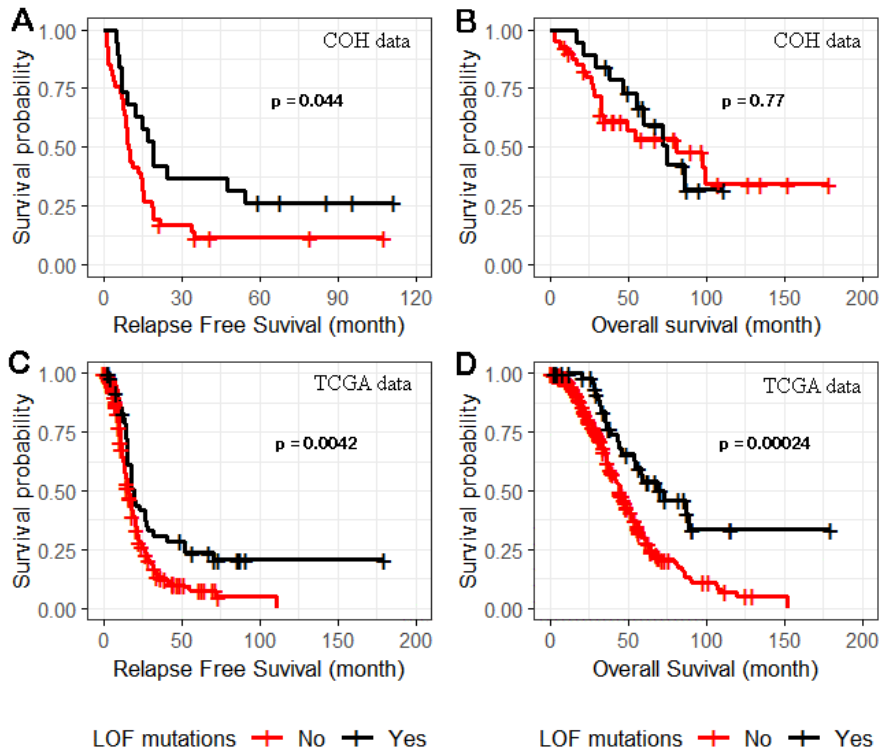 A
COH data
p = 0.044
Survival probability
1.00
0.75
0.50
0.25
0.00
0
30
60
90
120
Relapse Free Suvival (month)
B
COH data
p = 0.77
Survival probability
1.00
0.75
0.50
0.25
0.00
0
50
100
150
200
Overall survival (month)
C
TCGA data
p = 0.0042
Survival probability
1.00
0.75
0.50
0.25
0.00
0
50
100
150
200
Relapse Free Suvival (month)
D
TCGA data
p = 0.00024
Survival probability
1.00
0.75
0.50
0.25
0.00
0
50
100
150
200
Overall Suvival (month)
LOF mutations No Yes
LOF mutations No Yes